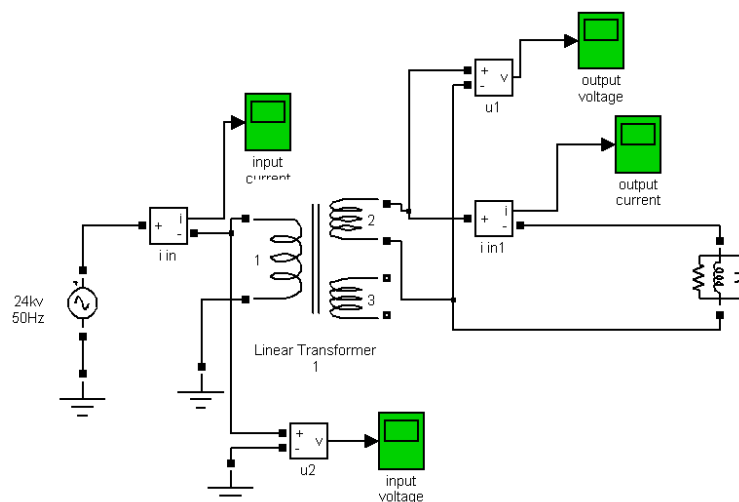 +
-
v
u1
output
voltage
input
current
+
i
-
i in
+
i
-
i in1
output
current
24kv
50Hz
1
2
3
Linear Transformer
1
+
-
v
u2
input
voltage